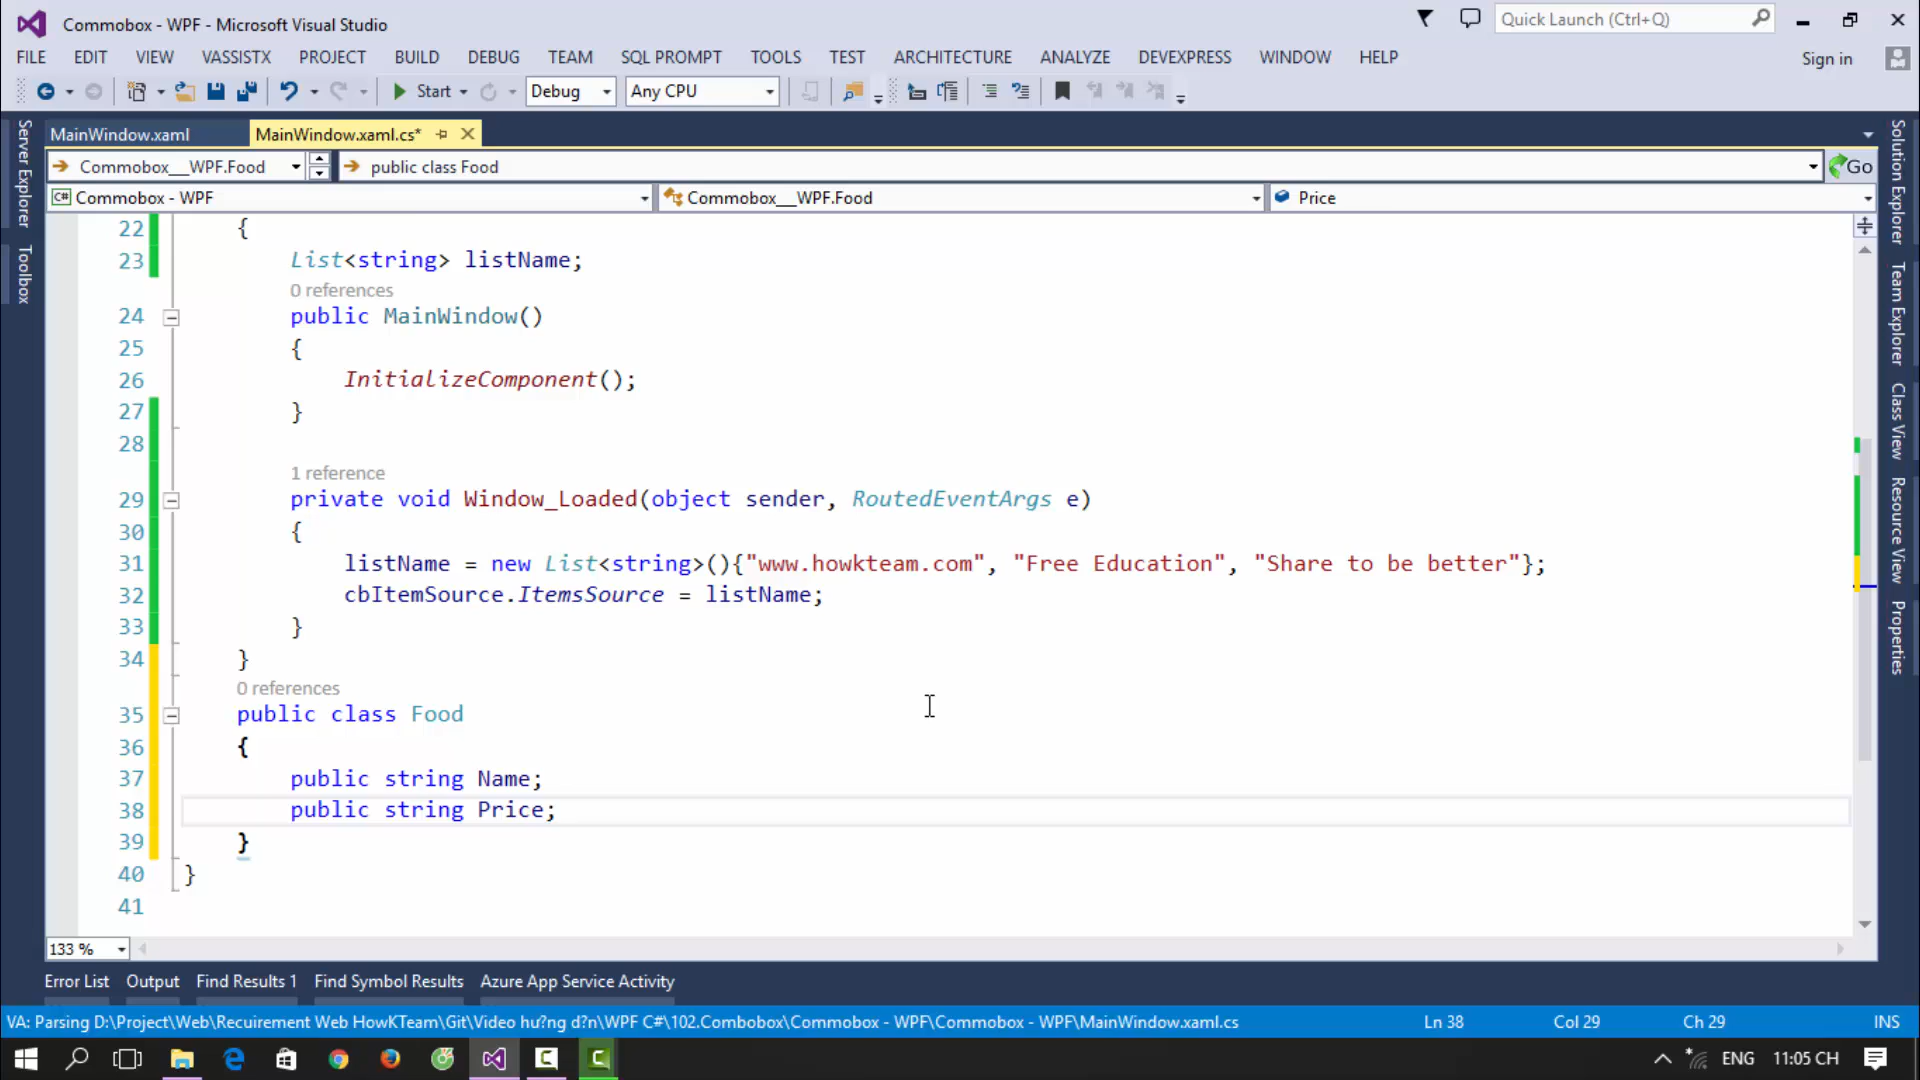 Commobox - WPF - Microsoft Visual Studio
Quick Launch (Ctrl+Q)
FILE EDIT VIEW VASSISTX PROJECT BUILD DEBUG TEAM SQL PROMPT TOOLS TEST ARCHITECTURE ANALYZE DEVEXPRESS WINDOW HELP
Sign in
Start Debug Any CPU
MainWindow.xaml MainWindow.xaml.cs*
Commobox__WPF.Food public class Food Go
C# Commobox - WPF Commobox__WPF.Food Price
Server Explorer
Toolbox
Solution Explorer
Team Explorer
Class View
Resource View
Properties
22 {
23 List<string> listName;
0 references
24 public MainWindow()
25 {
26 InitializeComponent();
27 }
28
1 reference
29 private void Window_Loaded(object sender, RoutedEventArgs e)
30 {
31 listName = new List<string>(){"www.howkteam.com", "Free Education", "Share to be better"};
32 cbItemSource.ItemsSource = listName;
33 }
34 }
0 references
35 public class Food
36 {
37 public string Name;
38 public string Price;
39 }
40 }
41
133 %
Error List Output Find Results 1 Find Symbol Results Azure App Service Activity
VA: Parsing D:\Project\Web\Recuirement Web HowKTeam\Git\Video hu?ng d?n\WPF C#\102.Combobox\Commobox - WPF\Commobox - WPF\MainWindow.xaml.cs Ln 38 Col 29 Ch 29 INS
ENG 11:05 CH